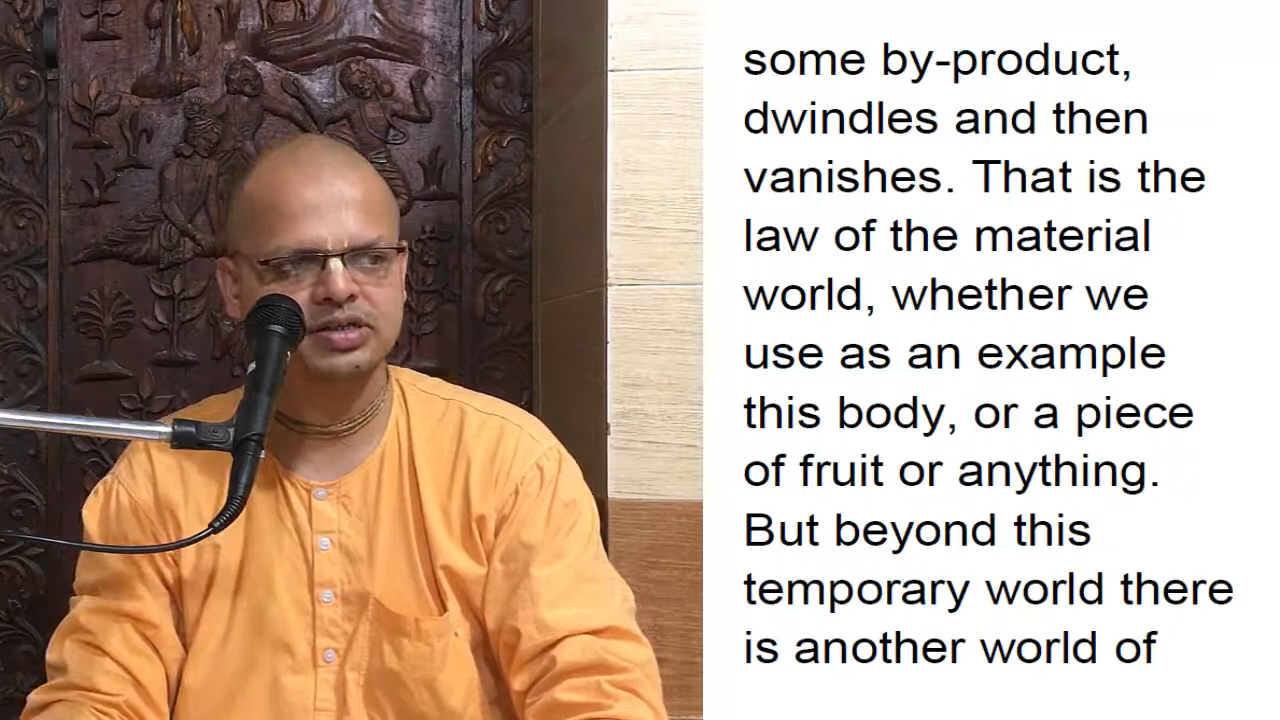 some by-product,
dwindles and then
vanishes. That is the
law of the material
world, whether we
use as an example
this body, or a piece
of fruit or anything.
But beyond this
temporary world there
is another world of